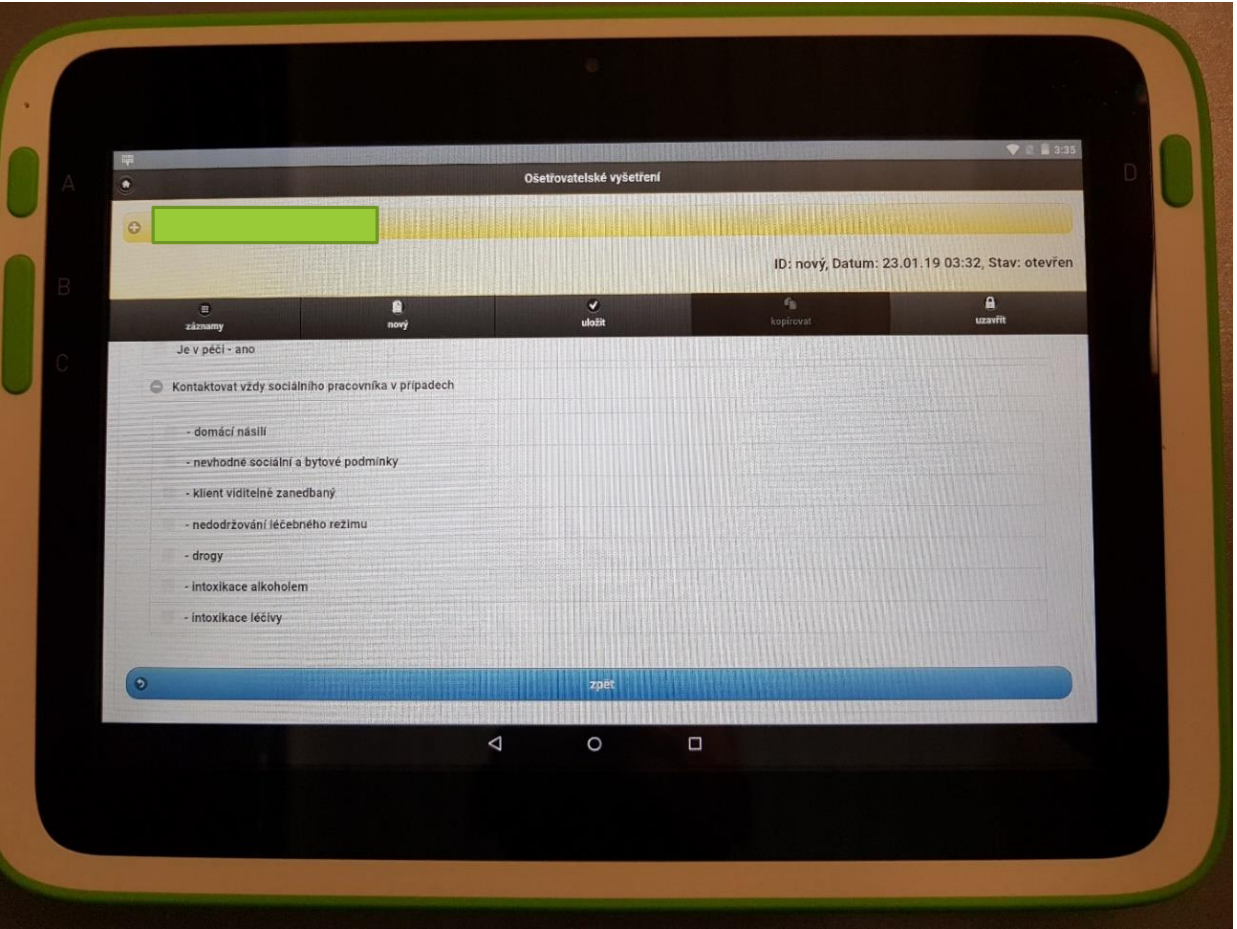 3:35
A
D
Ošetřovatelské vyšetření
ID: nový, Datum: 23.01.19 03:32, Stav: otevřen
B
záznamy nový uložit kopírovat uzavřít
C
Je v péči - ano
Kontaktovat vždy sociálního pracovníka v případech
- domácí násilí
- nevhodné sociální a bytové podmínky
- klient viditelně zanedbaný
- nedodržování léčebného režimu
- drogy
- intoxikace alkoholem
- intoxikace léčivy
zpět